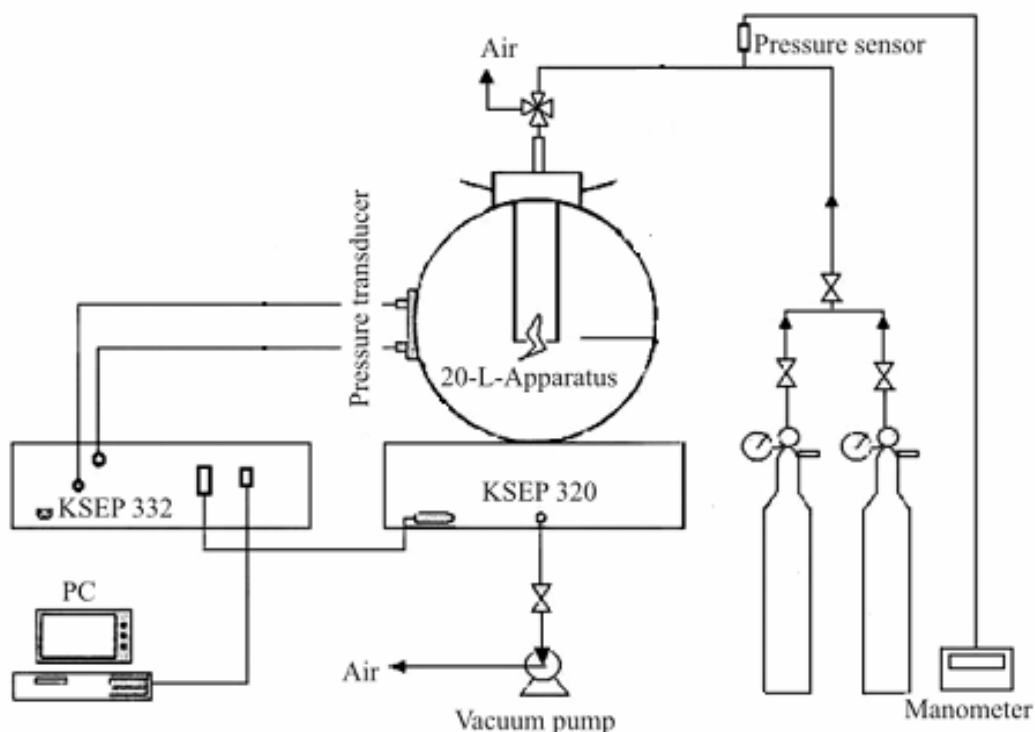 Air
Pressure sensor
Pressure transducer
20-L-Apparatus
KSEP 332
KSEP 320
PC
Air
Vacuum pump
Manometer